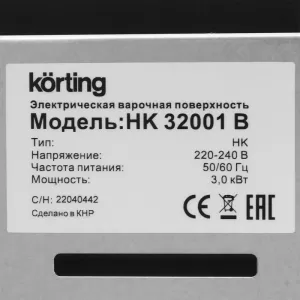 körting
Электрическая варочная поверхность
Модель:HK 32001 B
Тип: HK
Напряжение: 220-240 В
Частота питания: 50/60 Гц
Мощность: 3,0 кВт
С/Н: 22040442
Сделано в КНР
CE EAC